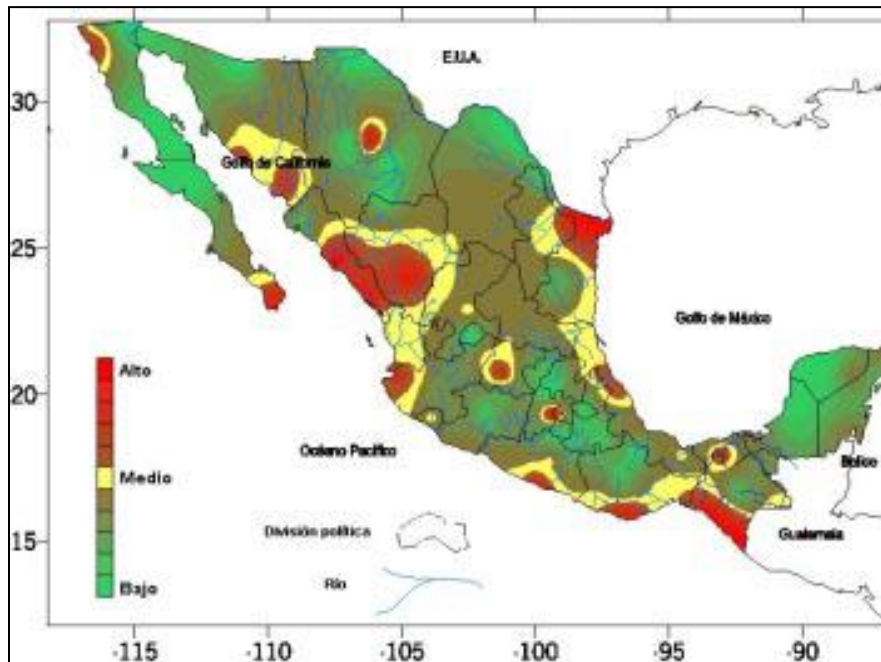 E.U.A.
30
Golfo de California
25
Golfo de México
Alto
20
Océano Pacífico
Belice
Medio
División política
Guatemala
15
Río
Bajo
-115
-110
-105
-100
-95
-90